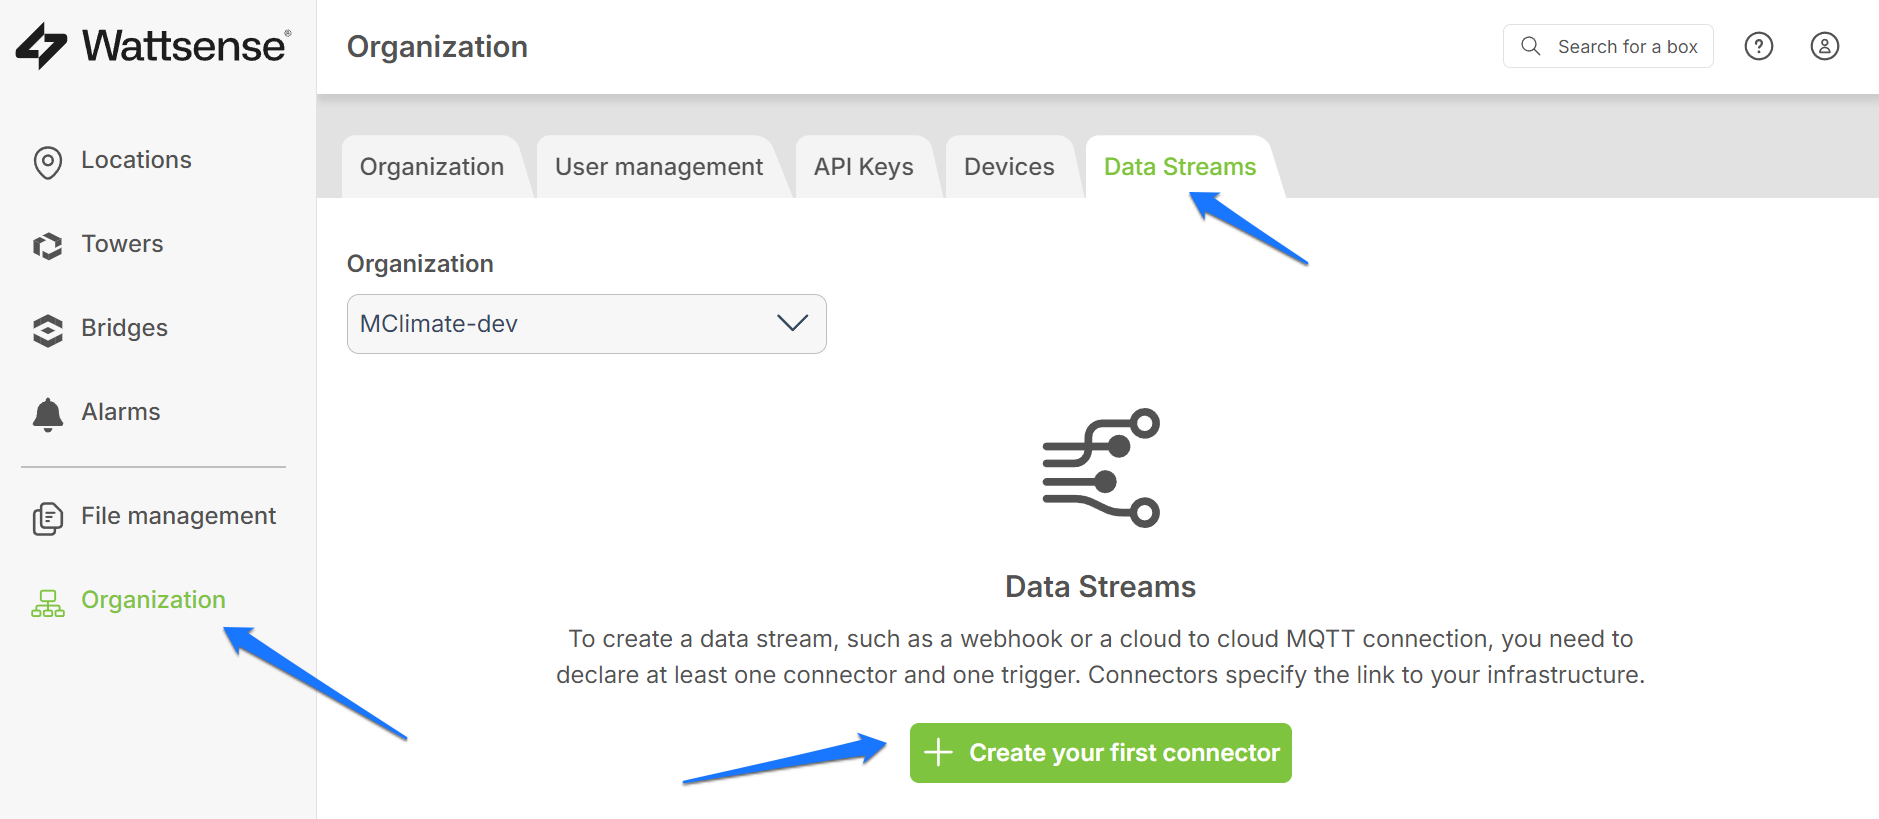 Wattsense®
Organization
Search for a box
Locations
Towers
Bridges
Alarms
File management
Organization
Organization
User management
API Keys
Devices
Data Streams
Organization
MClimate-dev
Data Streams
To create a data stream, such as a webhook or a cloud to cloud MQTT connection, you need to
declare at least one connector and one trigger. Connectors specify the link to your infrastructure.
Create your first connector